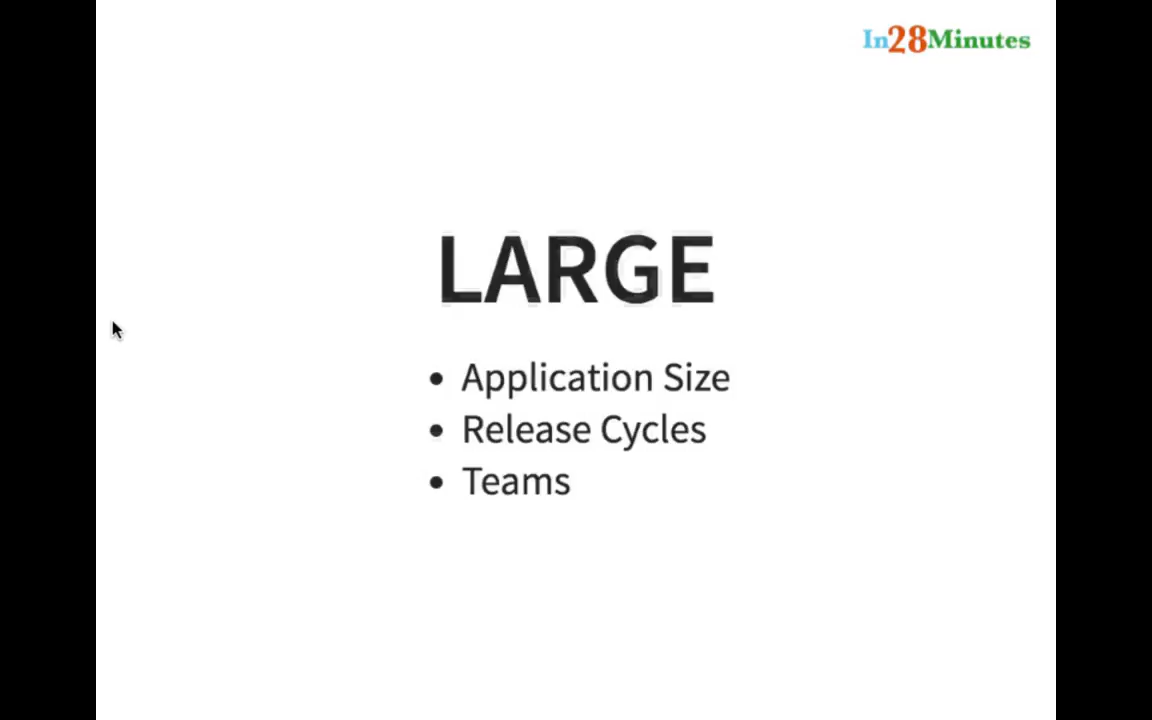 In28Minutes
LARGE
• Application Size
• Release Cycles
• Teams